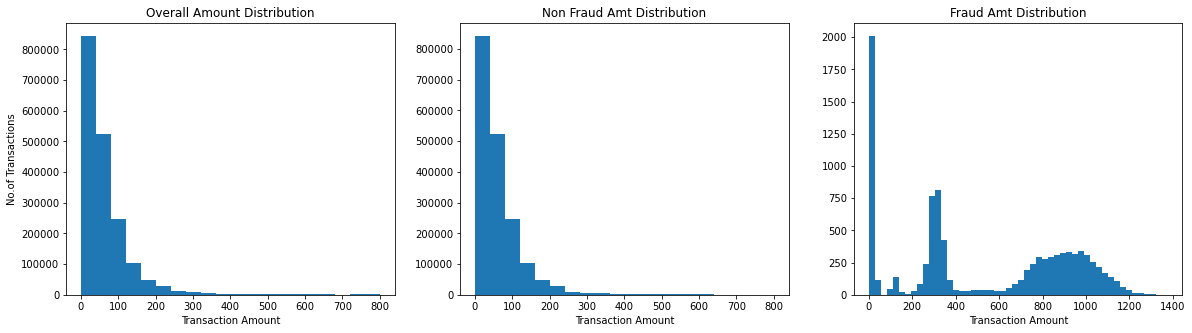 Overall Amount Distribution
Non Fraud Amt Distribution
Fraud Amt Distribution
No.of Transactions
800000
700000
600000
500000
400000
300000
200000
100000
0
0 100 200 300 400 500 600 700 800
Transaction Amount
800000
700000
600000
500000
400000
300000
200000
100000
0
0 100 200 300 400 500 600 700 800
Transaction Amount
2000
1750
1500
1250
1000
750
500
250
0
0 200 400 600 800 1000 1200 1400
Transaction Amount